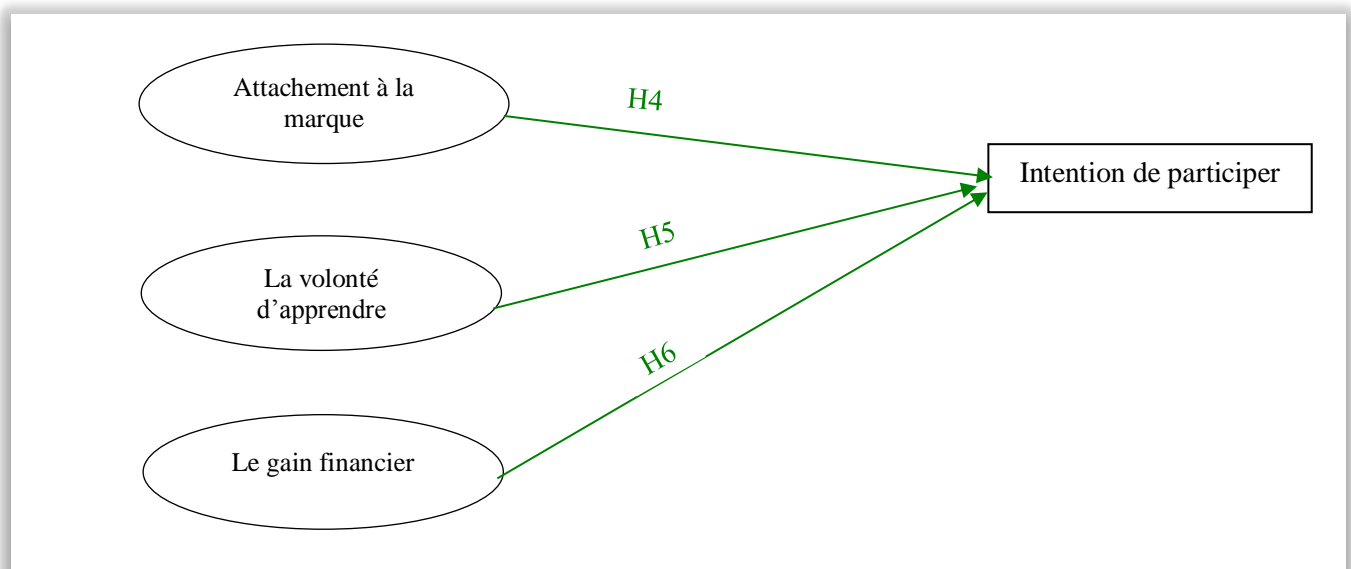 Attachement à la
marque
H4
Intention de participer
H5
La volonté
d’apprendre
H6
Le gain financier